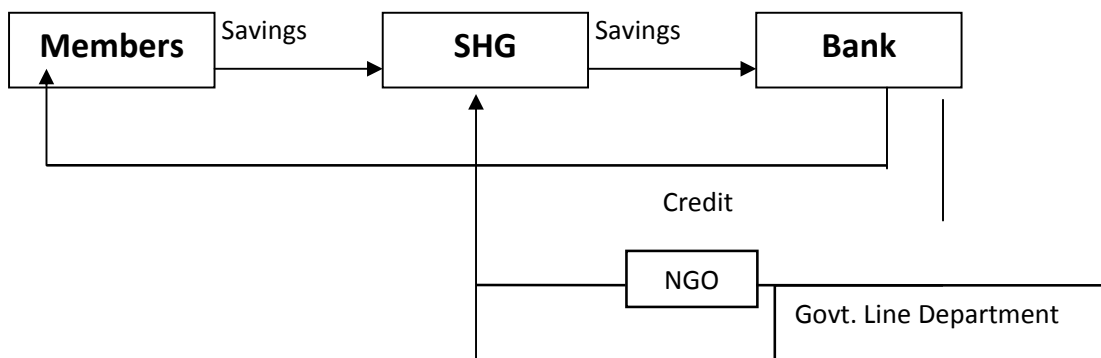 Savings
Savings
Members
SHG
Bank
Credit
NGO
Govt. Line Department